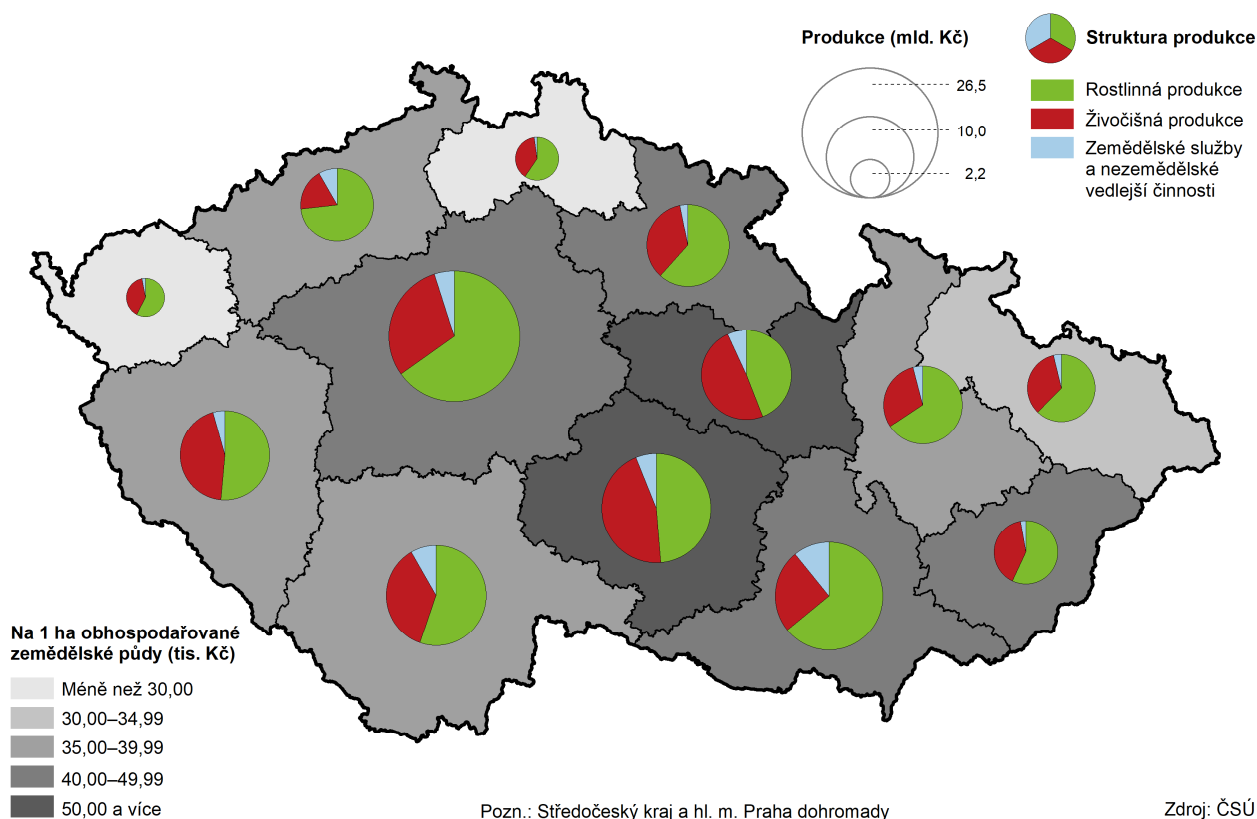 Produkce (mld. Kč)
26,5
10,0
2,2
Struktura produkce
Rostlinná produkce
Živočišná produkce
Zemědělské služby
a nezemědělské
vedlejší činnosti
Na 1 ha obhospodařované
zemědělské půdy (tis. Kč)
Méně než 30,00
30,00–34,99
35,00–39,99
40,00–49,99
50,00 a více
Pozn.: Středočeský kraj a hl. m. Praha dohromady
Zdroj: ČSÚ